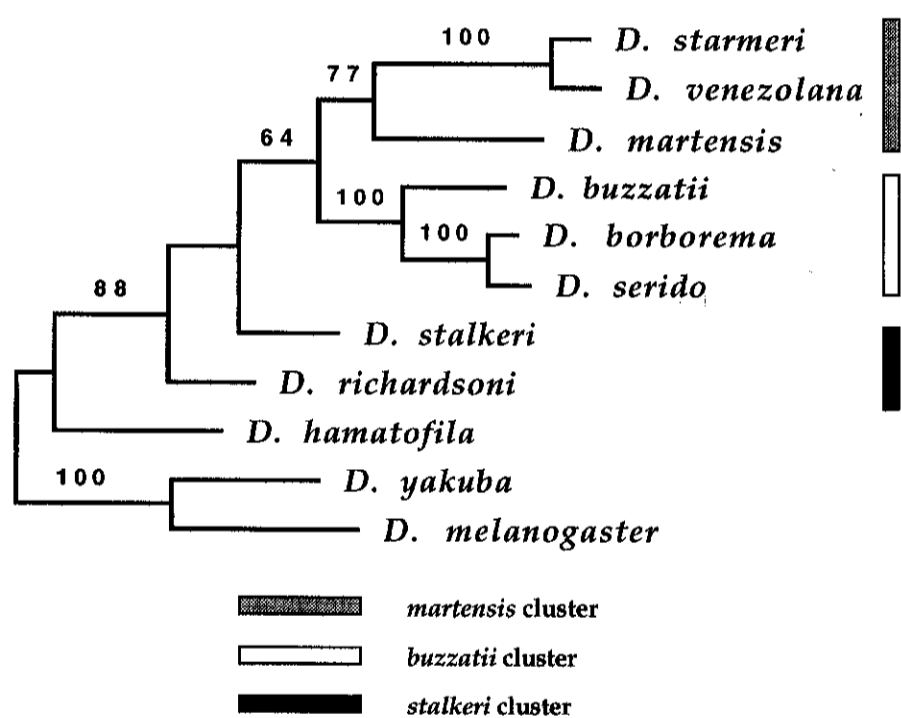 100
D. starmeri
77
D. venezolana
64
D. martensis
100
D. buzzatii
100
D. borborema
D. serido
88
D. stalkeri
D. richardsoni
D. hamatofila
100
D. yakuba
D. melanogaster
martensis cluster
buzzatii cluster
stalkeri cluster